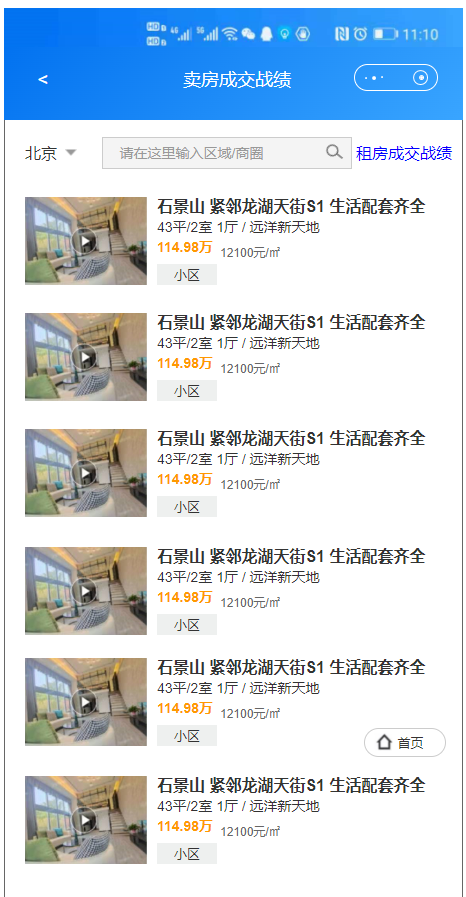 HD B 4G 5G 11:10
HD B
< 卖房成交战绩
北京 请在这里输入区域/商圈 租房成交战绩
石景山 紧邻龙湖天街S1 生活配套齐全
43平/2室 1厅 / 远洋新天地
114.98万 12100元/㎡
小区
石景山 紧邻龙湖天街S1 生活配套齐全
43平/2室 1厅 / 远洋新天地
114.98万 12100元/㎡
小区
石景山 紧邻龙湖天街S1 生活配套齐全
43平/2室 1厅 / 远洋新天地
114.98万 12100元/㎡
小区
石景山 紧邻龙湖天街S1 生活配套齐全
43平/2室 1厅 / 远洋新天地
114.98万 12100元/㎡
小区
石景山 紧邻龙湖天街S1 生活配套齐全
43平/2室 1厅 / 远洋新天地
114.98万 12100元/㎡
小区
首页
石景山 紧邻龙湖天街S1 生活配套齐全
43平/2室 1厅 / 远洋新天地
114.98万 12100元/㎡
小区